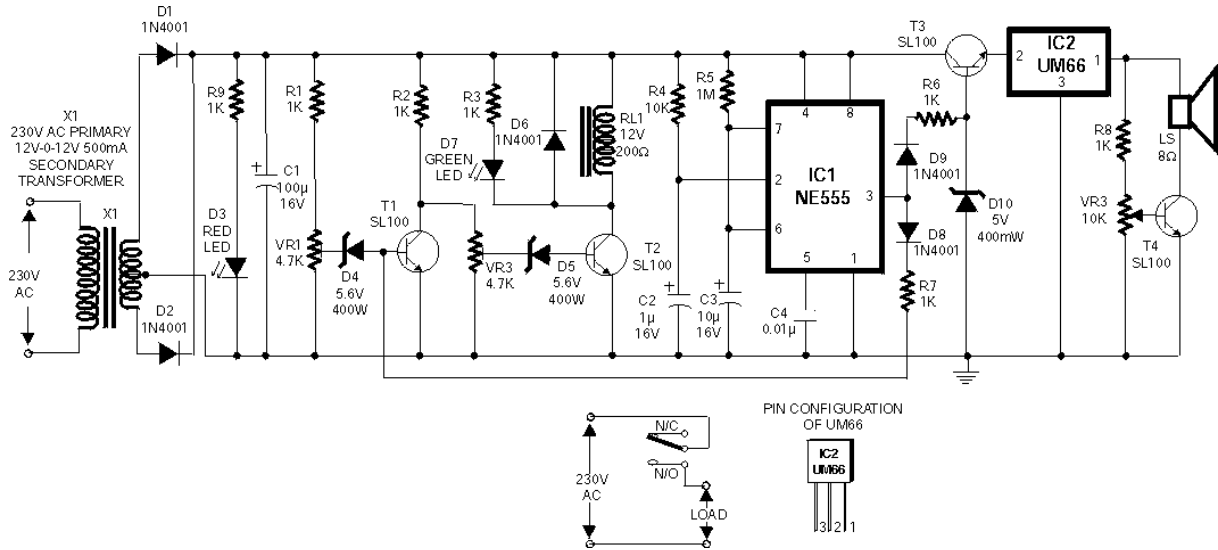 D1
1N4001
X1
230V AC PRIMARY
12V-0-12V 500mA
SECONDARY
TRANSFORMER
X1
230V
AC
D2
1N4001
R9
1K
D3
RED
LED
C1
100µ
16V
R1
1K
VR1
4.7K
D4
5.6V
400W
R2
1K
T1
SL100
R3
1K
D7
GREEN
LED
D6
1N4001
RL1
12V
200Ω
VR3
4.7K
D5
5.6V
400W
T2
SL100
R4
10K
R5
1M
C2
1µ
16V
C3
10µ
16V
7
2
6
4
8
3
5
1
IC1
NE555
C4
0.01µ
T3
SL100
R6
1K
D9
1N4001
D8
1N4001
R7
1K
D10
5V
400mW
2
IC2
UM66
1
3
R8
1K
VR3
10K
LS
8Ω
T4
SL100
230V
AC
N/C
N/O
LOAD
PIN CONFIGURATION
OF UM66
IC2
UM66
3 2 1